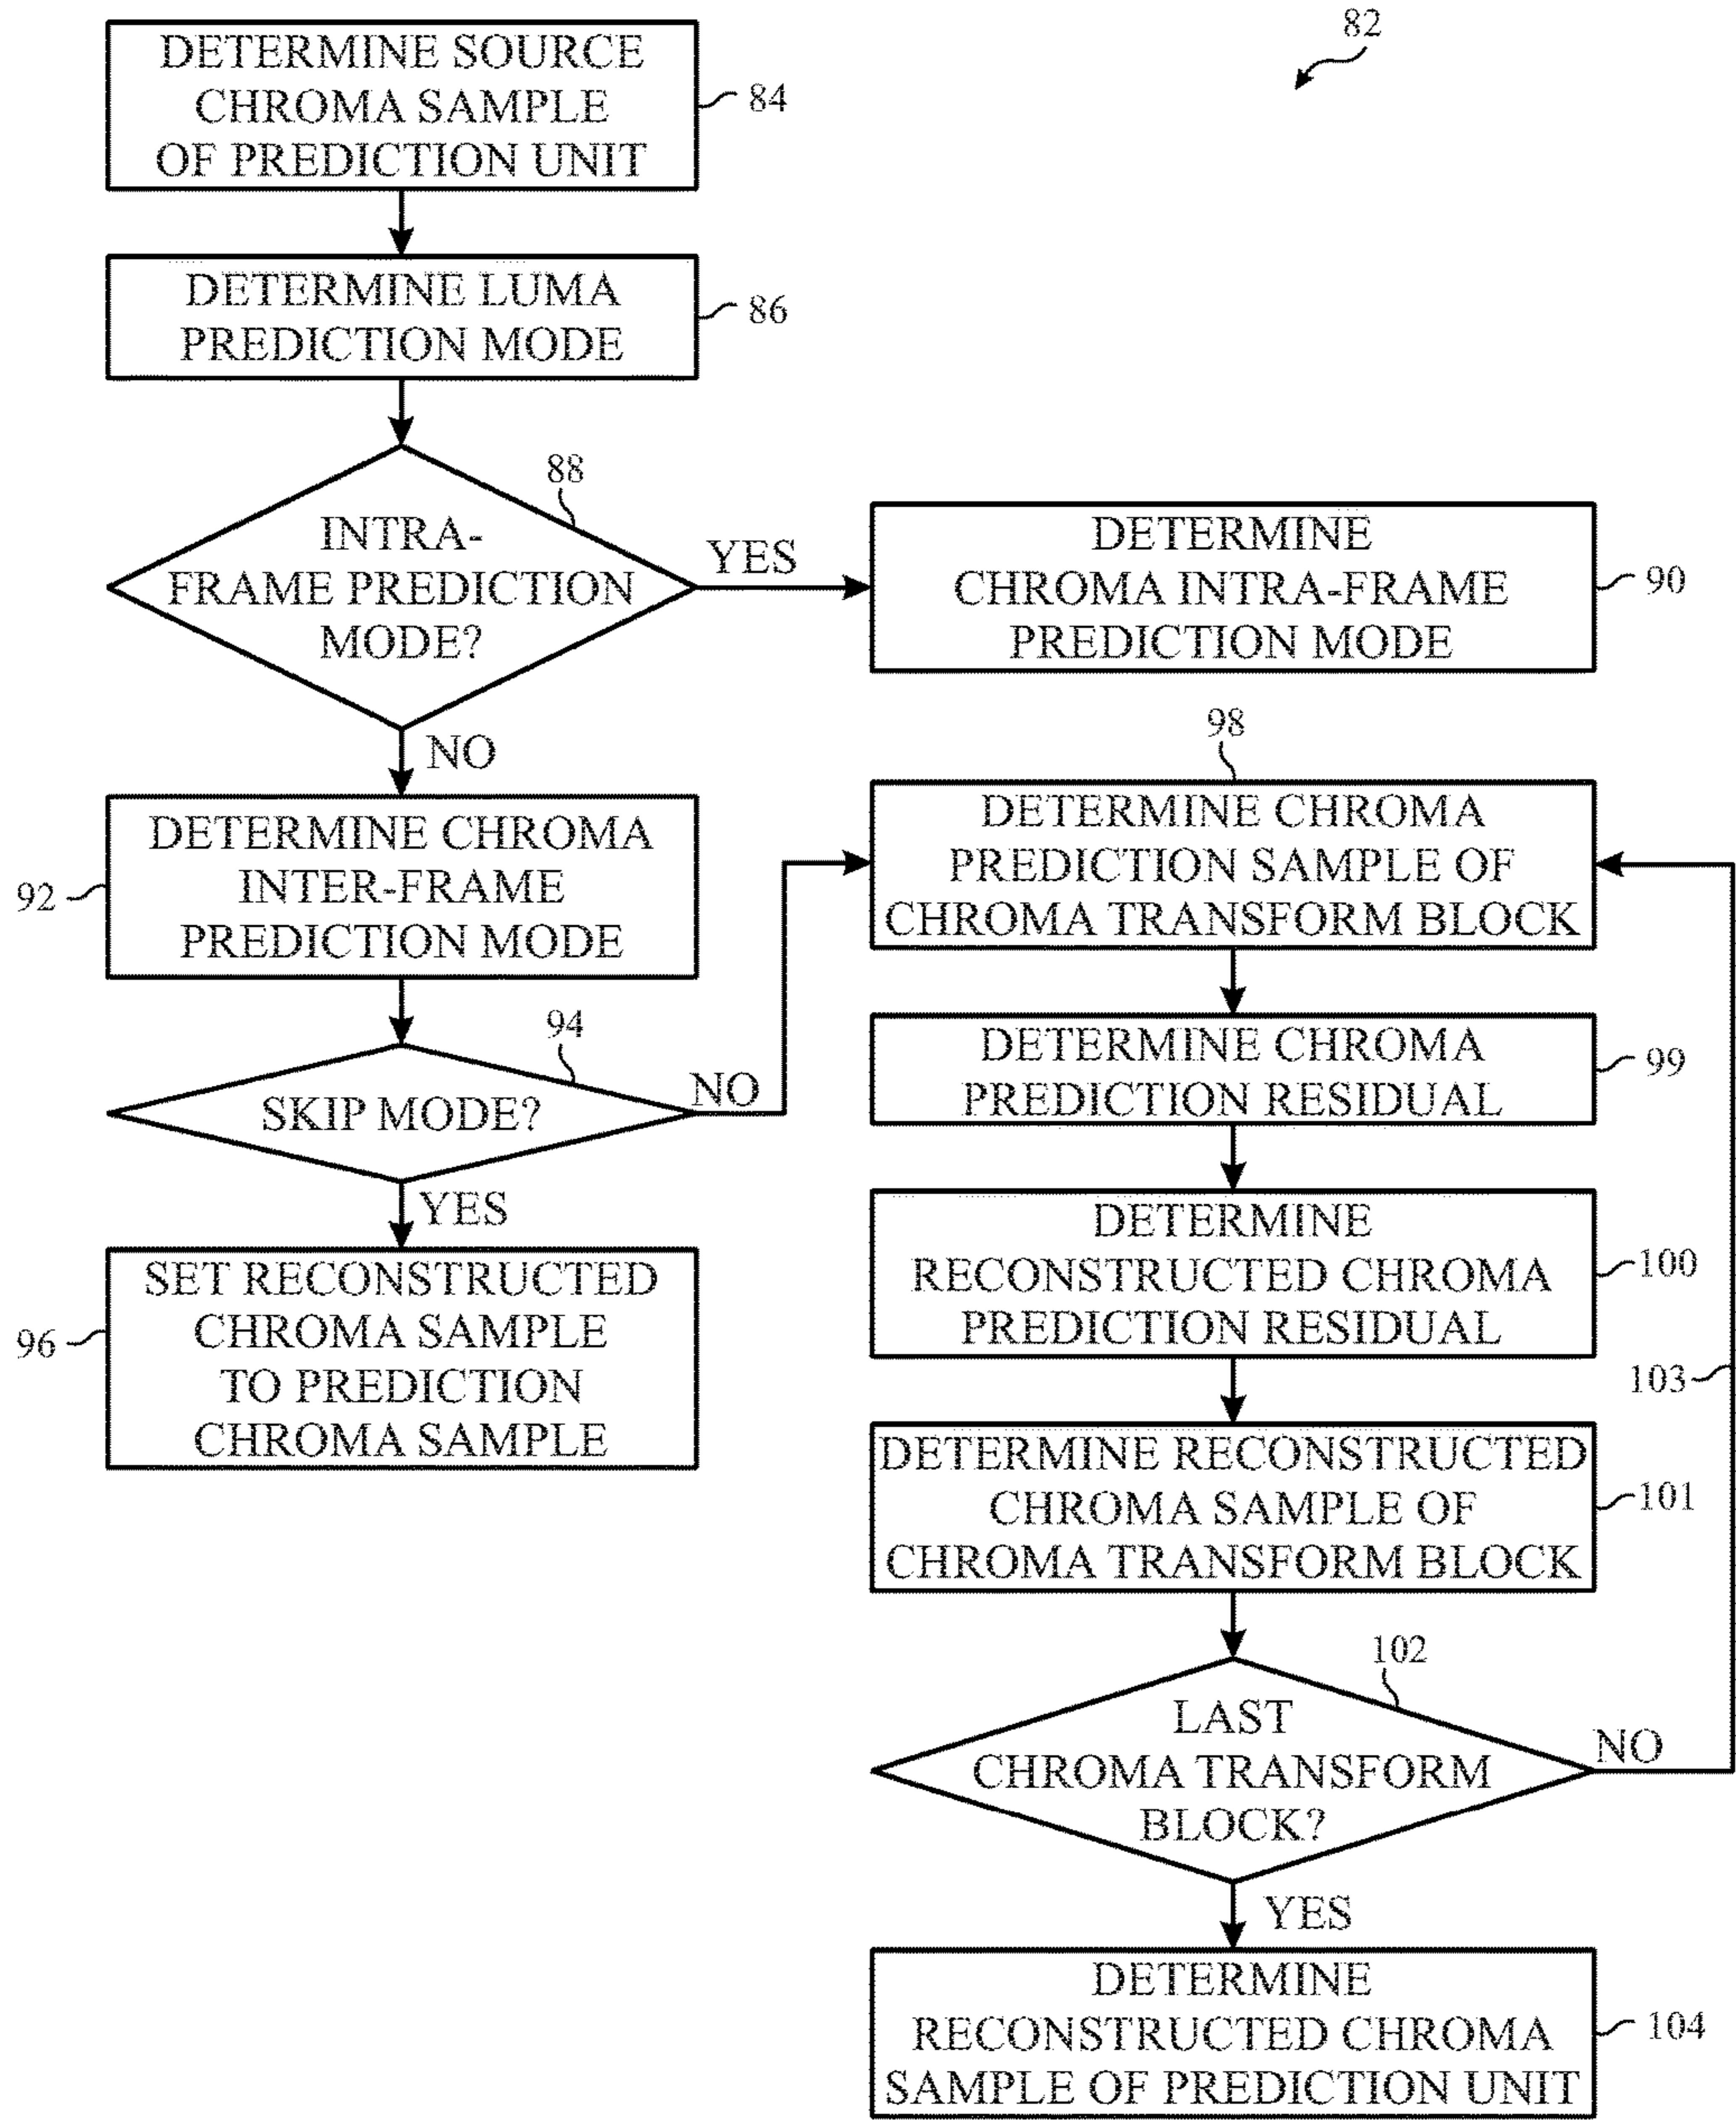 82
DETERMINE SOURCE
CHROMA SAMPLE
OF PREDICTION UNIT
84
DETERMINE LUMA
PREDICTION MODE
86
88
INTRA-
FRAME PREDICTION
MODE?
YES
NO
DETERMINE
CHROMA INTRA-FRAME
PREDICTION MODE
90
DETERMINE CHROMA
INTER-FRAME
PREDICTION MODE
92
94
SKIP MODE?
NO
YES
SET RECONSTRUCTED
CHROMA SAMPLE
TO PREDICTION
CHROMA SAMPLE
96
98
DETERMINE CHROMA
PREDICTION SAMPLE OF
CHROMA TRANSFORM BLOCK
DETERMINE CHROMA
PREDICTION RESIDUAL
99
DETERMINE
RECONSTRUCTED CHROMA
PREDICTION RESIDUAL
100
103
DETERMINE RECONSTRUCTED
CHROMA SAMPLE OF
CHROMA TRANSFORM BLOCK
101
102
LAST
CHROMA TRANSFORM
BLOCK?
NO
YES
DETERMINE
RECONSTRUCTED CHROMA
SAMPLE OF PREDICTION UNIT
104